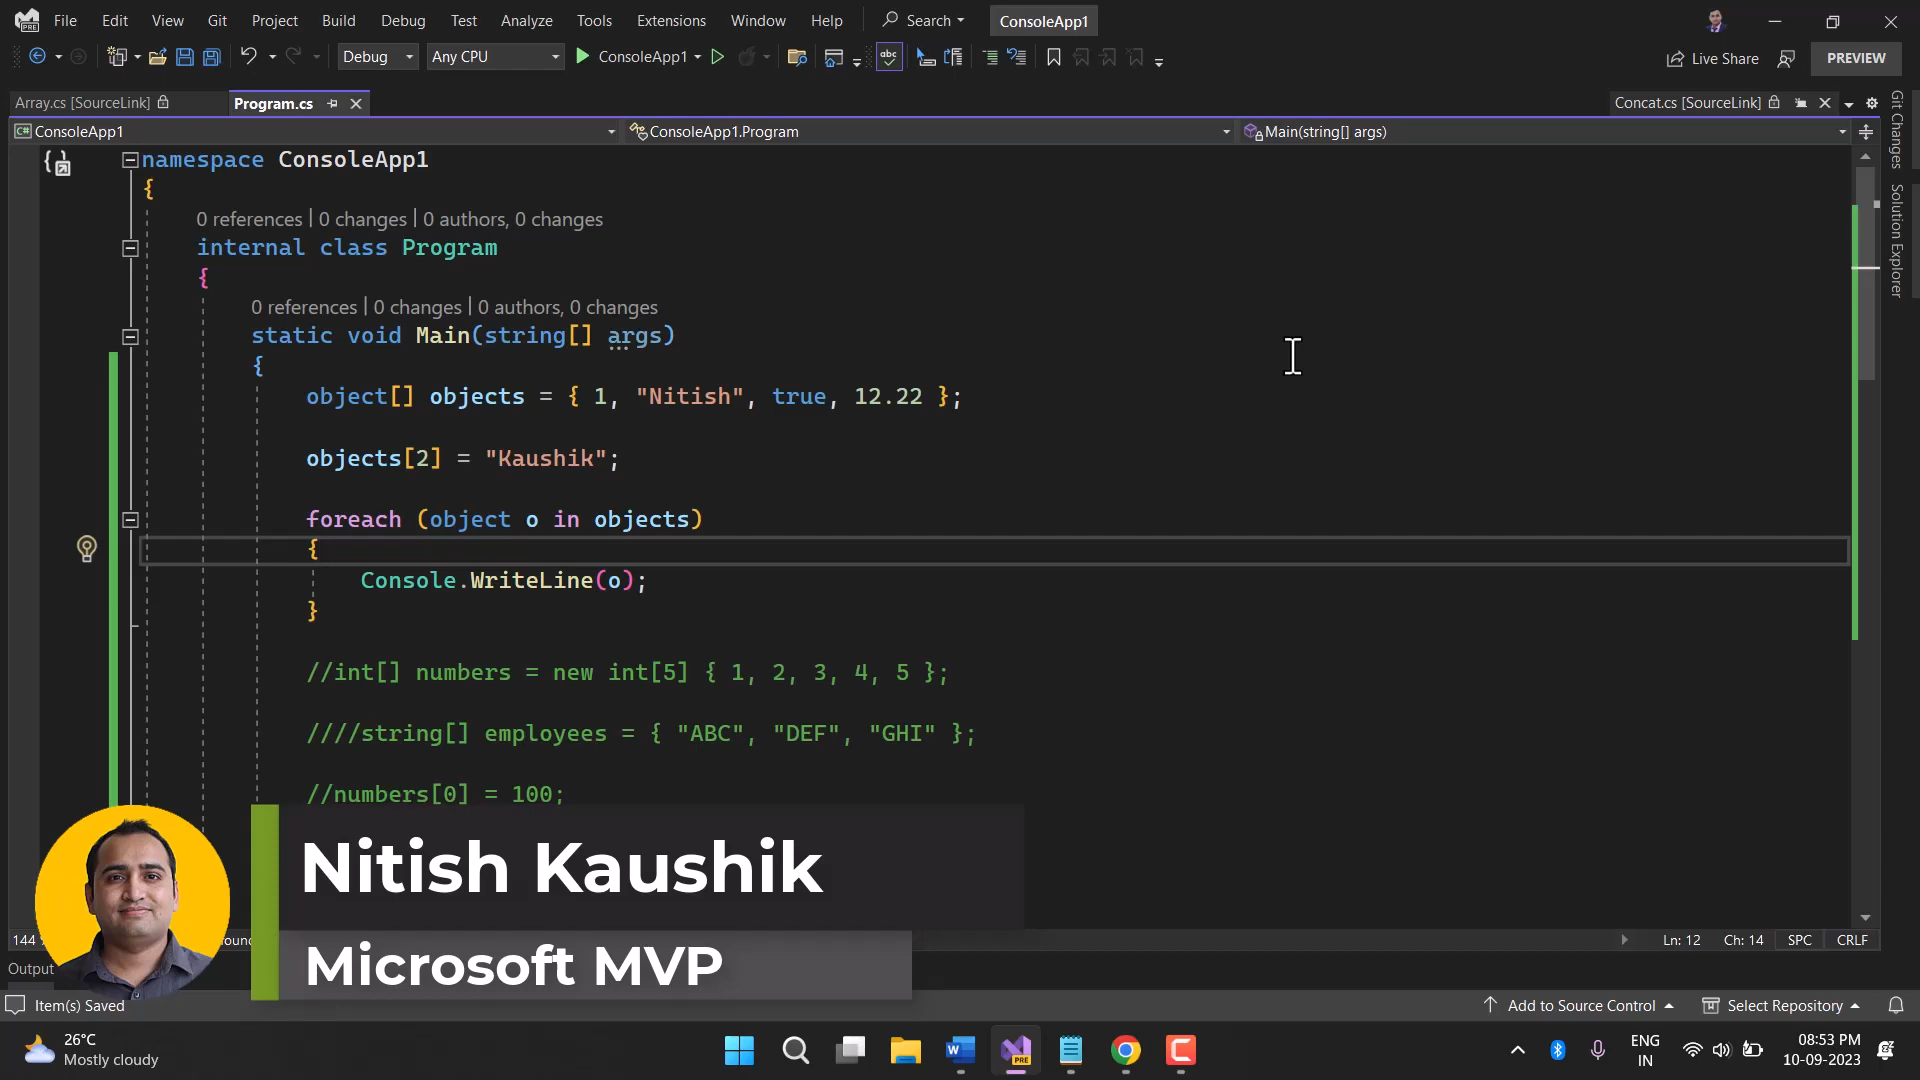 File Edit View Git Project Build Debug Test Analyze Tools Extensions Window Help Search ConsoleApp1
Debug Any CPU ConsoleApp1 abc Live Share PREVIEW
Array.cs [SourceLink] Program.cs Concat.cs [SourceLink]
C# ConsoleApp1 ConsoleApp1.Program Main(string[] args)
Git Changes
Solution Explorer
namespace ConsoleApp1
{
0 references | 0 changes | 0 authors, 0 changes
internal class Program
{
0 references | 0 changes | 0 authors, 0 changes
static void Main(string[] args)
{
object[] objects = { 1, "Nitish", true, 12.22 };
objects[2] = "Kaushik";
foreach (object o in objects)
{
Console.WriteLine(o);
}
//int[] numbers = new int[5] { 1, 2, 3, 4, 5 };
////string[] employees = { "ABC", "DEF", "GHI" };
//numbers[0] = 100;
Nitish Kaushik
Microsoft MVP
144 Ln: 12 Ch: 14 SPC CRLF
Output
Item(s) Saved Add to Source Control Select Repository
26°C
Mostly cloudy
PRE
ENG
IN
08:53 PM
10-09-2023